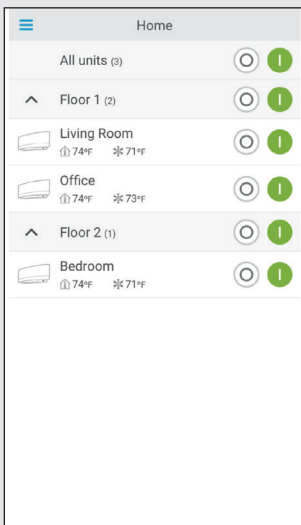 Home
All units (3)
Floor 1 (2)
Living Room
74°F 71°F
Office
74°F 73°F
Floor 2 (1)
Bedroom
74°F 71°F